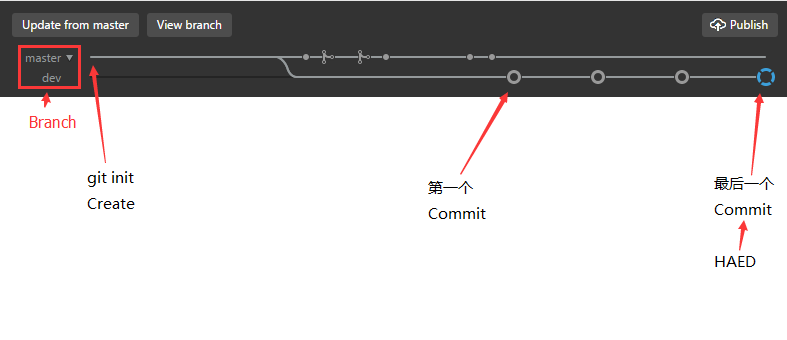 Update from master
View branch
Publish
master
dev
Branch
git init
Create
第一个
Commit
最后一个
Commit
HAED